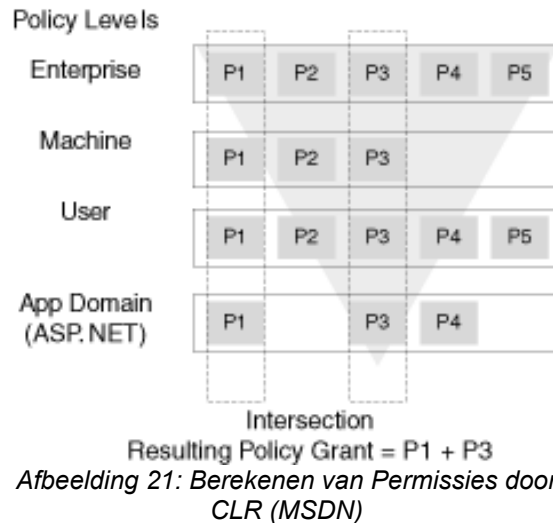 Policy Levels
Enterprise P1 P2 P3 P4 P5
Machine P1 P2 P3
User P1 P2 P3 P4 P5
App Domain
(ASP.NET) P1 P3 P4
Intersection
Resulting Policy Grant = P1 + P3
Afbeelding 21: Berekenen van Permissies door
CLR (MSDN)